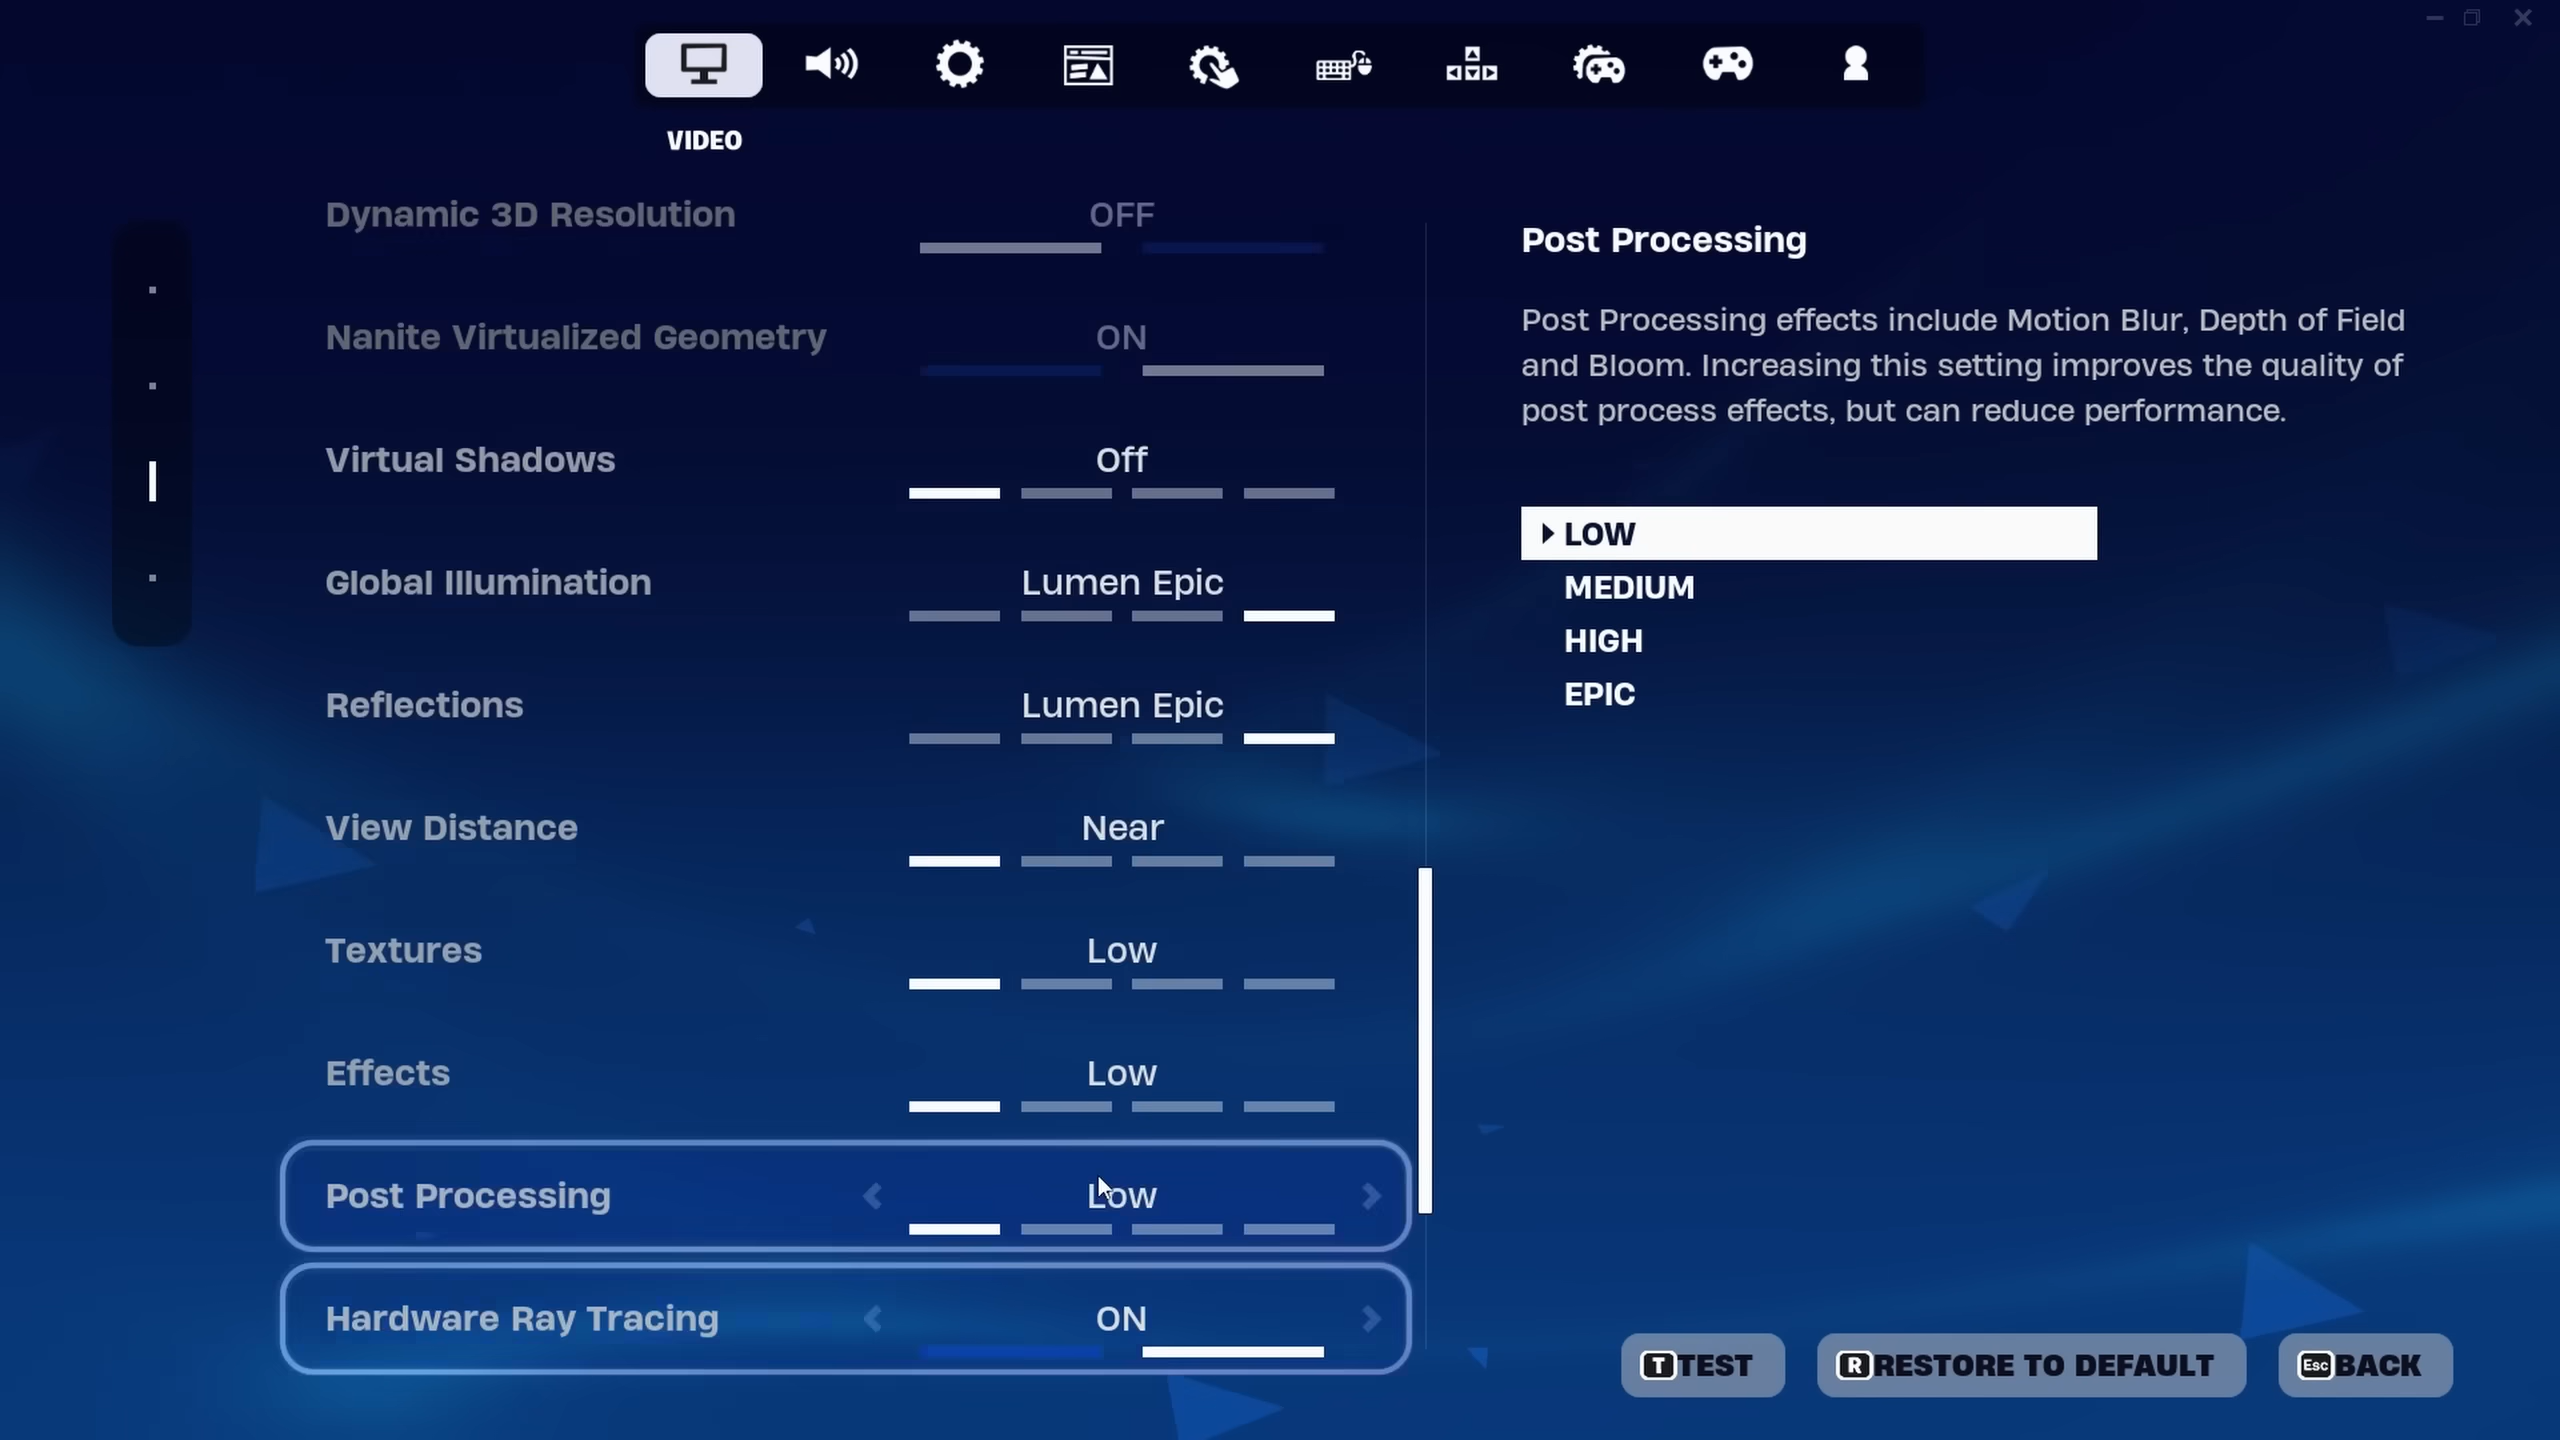 VIDEO
Dynamic 3D Resolution OFF
Nanite Virtualized Geometry ON
Virtual Shadows Off
Global Illumination Lumen Epic
Reflections Lumen Epic
View Distance Near
Textures Low
Effects Low
Post Processing Low
Hardware Ray Tracing ON
Post Processing
Post Processing effects include Motion Blur, Depth of Field
and Bloom. Increasing this setting improves the quality of
post process effects, but can reduce performance.
LOW
MEDIUM
HIGH
EPIC
T TEST
R RESTORE TO DEFAULT
Esc BACK